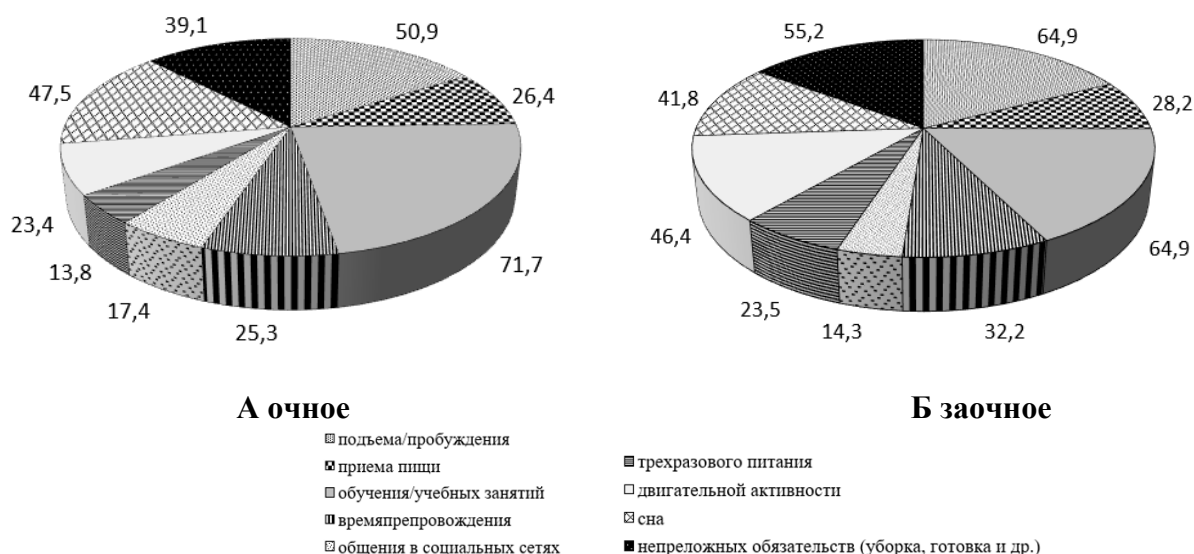 39,1
50,9
47,5
26,4
23,4
13,8
17,4
25,3
71,7
А очное
55,2
64,9
41,8
28,2
46,4
23,5
14,3
32,2
64,9
Б заочное
подъема/пробуждения
приема пищи
обучения/учебных занятий
времяпрепровождения
общения в социальных сетях
трехразового питания
двигательной активности
сна
непреложных обязательств (уборка, готовка и др.)